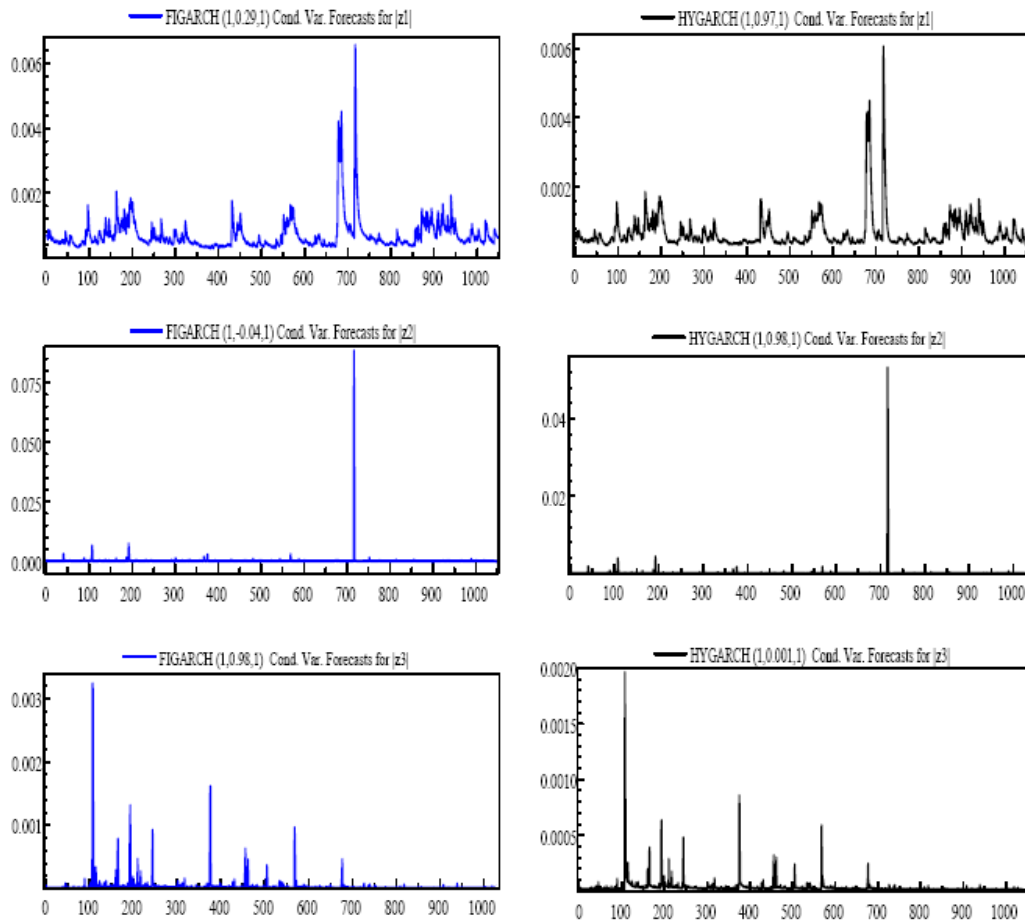 FIGARCH (1,0.29,1) Cond. Var. Forecasts for |z1|
0.006
0.004
0.002
0 100 200 300 400 500 600 700 800 900 1000
HYGARCH (1,0.97,1) Cond. Var. Forecasts for |z1|
0.006
0.004
0.002
0 100 200 300 400 500 600 700 800 900 1000
FIGARCH (1,-0.04,1) Cond. Var. Forecasts for |z2|
0.075
0.050
0.025
0.000
0 100 200 300 400 500 600 700 800 900 1000
HYGARCH (1,0.98,1) Cond. Var. Forecasts for |z2|
0.04
0.02
0 100 200 300 400 500 600 700 800 900 1000
FIGARCH (1,0.98,1) Cond. Var. Forecasts for |z3|
0.003
0.002
0.001
0 100 200 300 400 500 600 700 800 900 1000
HYGARCH (1,0.001,1) Cond. Var. Forecasts for |z3|
0.0020
0.0015
0.0010
0.0005
0 100 200 300 400 500 600 700 800 900 1000